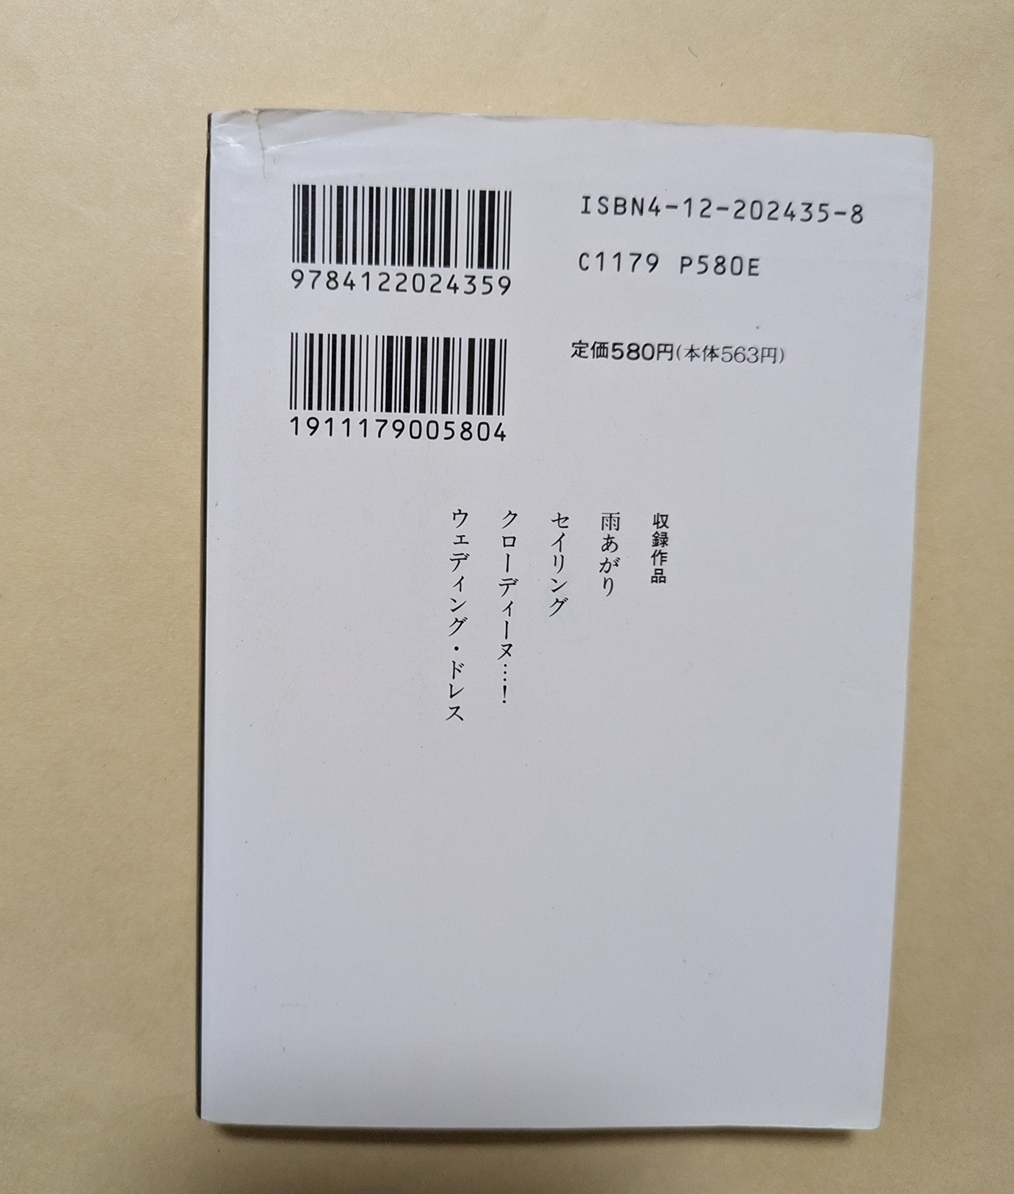 9784122024359
ISBN4-12-202435-8
C1179 P580E
1911179005804
定価580円(本体563円)
収録作品
雨あがり
セイリング
クローディーヌ…!
ウェディング・ドレス